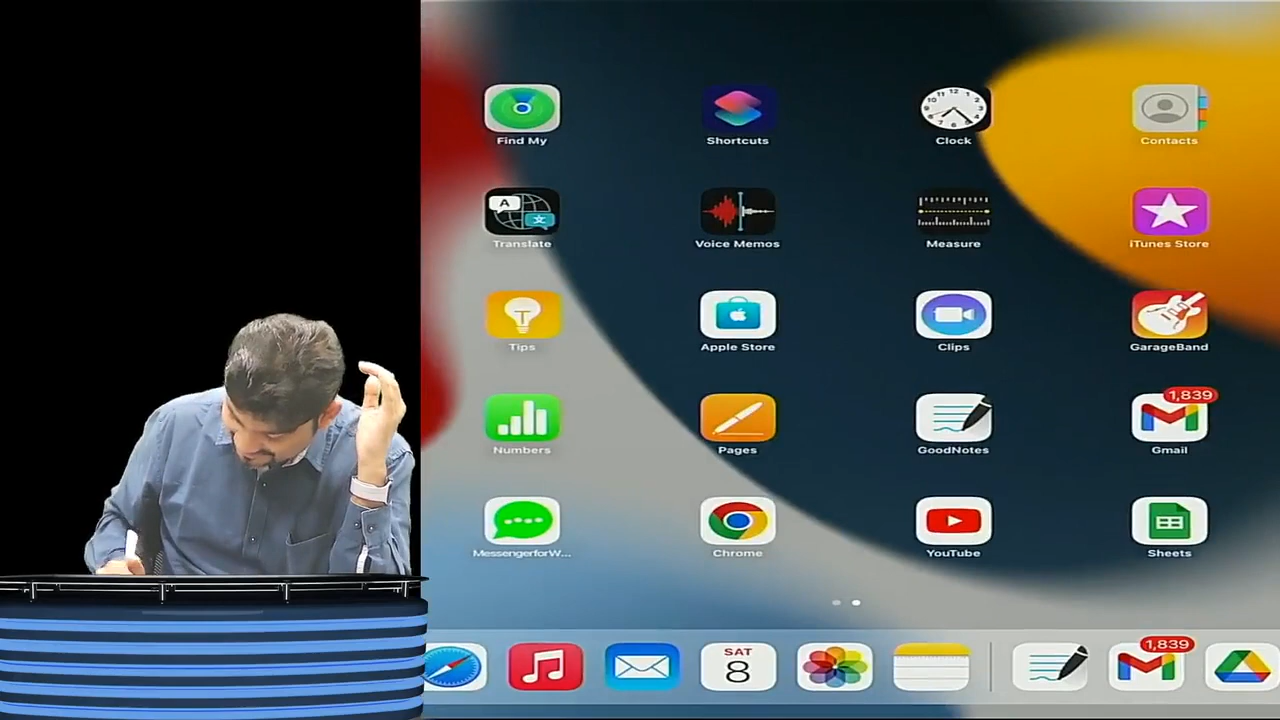 Find My
Shortcuts
Clock
Contacts
Translate
Voice Memos
Measure
iTunes Store
Tips
Apple Store
Clips
GarageBand
1,839
Numbers
Pages
GoodNotes
Gmail
MessengerforW...
Chrome
YouTube
Sheets
SAT
8
1,839